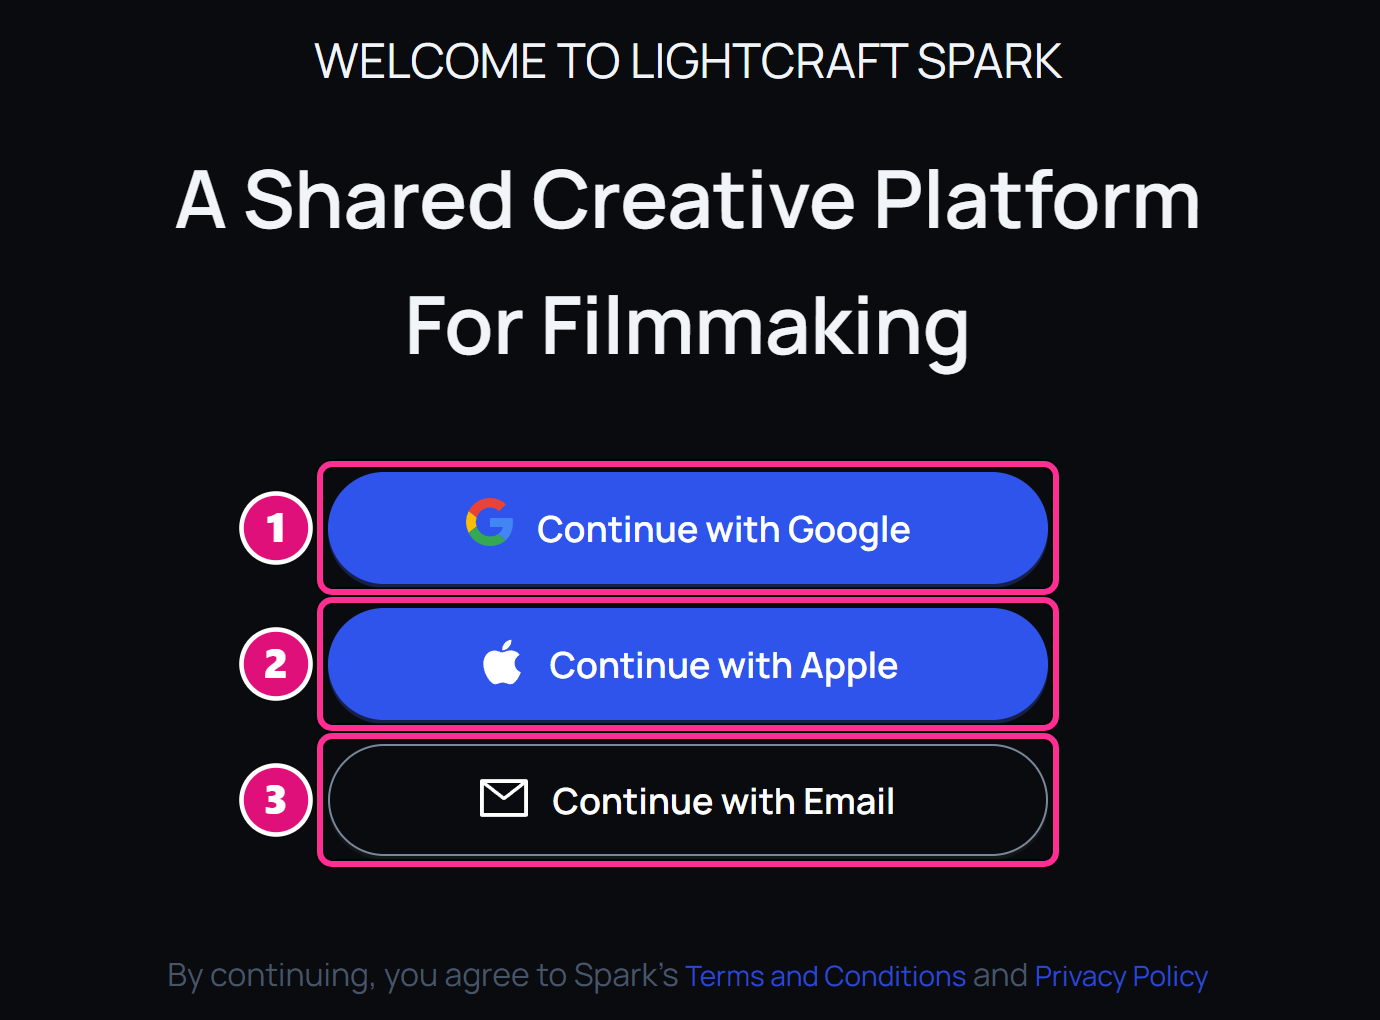 WELCOME TO LIGHTCRAFT SPARK
A Shared Creative Platform
For Filmmaking
1 Continue with Google
2 Continue with Apple
3 Continue with Email
By continuing, you agree to Spark's Terms and Conditions and Privacy Policy